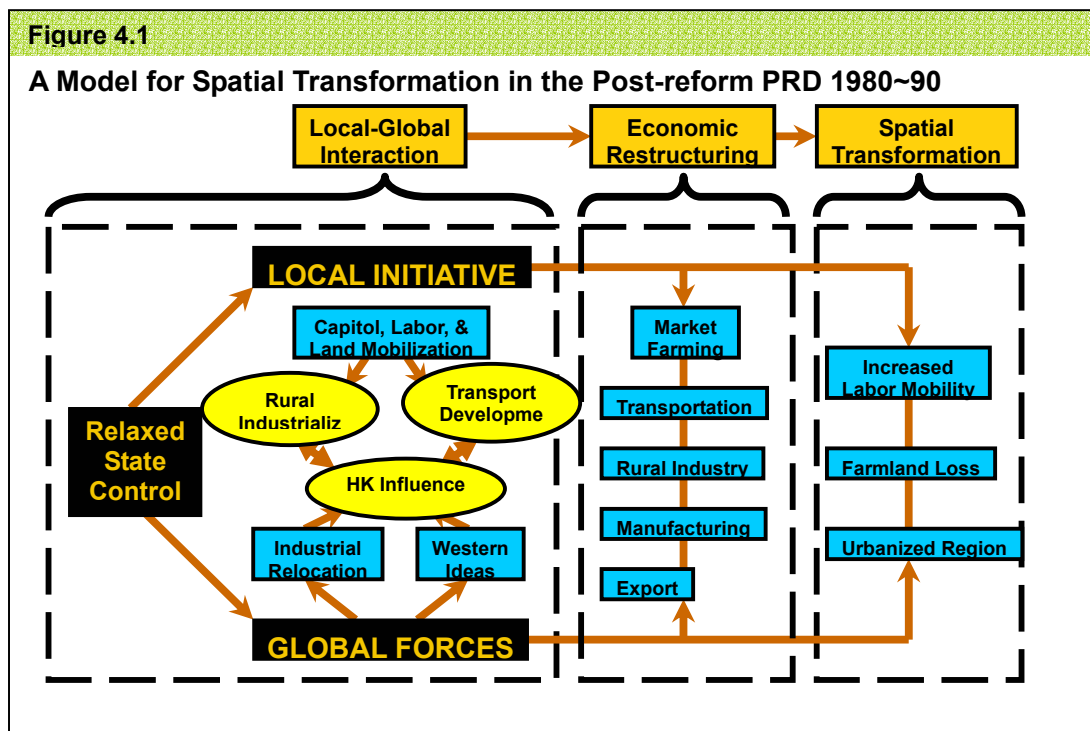 Figure 4.1
A Model for Spatial Transformation in the Post-reform PRD 1980~90
Local-Global
Interaction
Economic
Restructuring
Spatial
Transformation
LOCAL INITIATIVE
Capitol, Labor, &
Land Mobilization
Rural
Industrializ
Transport
Developme
HK Influence
Relaxed
State
Control
Industrial
Relocation
Western
Ideas
GLOBAL FORCES
Market
Farming
Transportation
Rural Industry
Manufacturing
Export
Increased
Labor Mobility
Farmland Loss
Urbanized Region